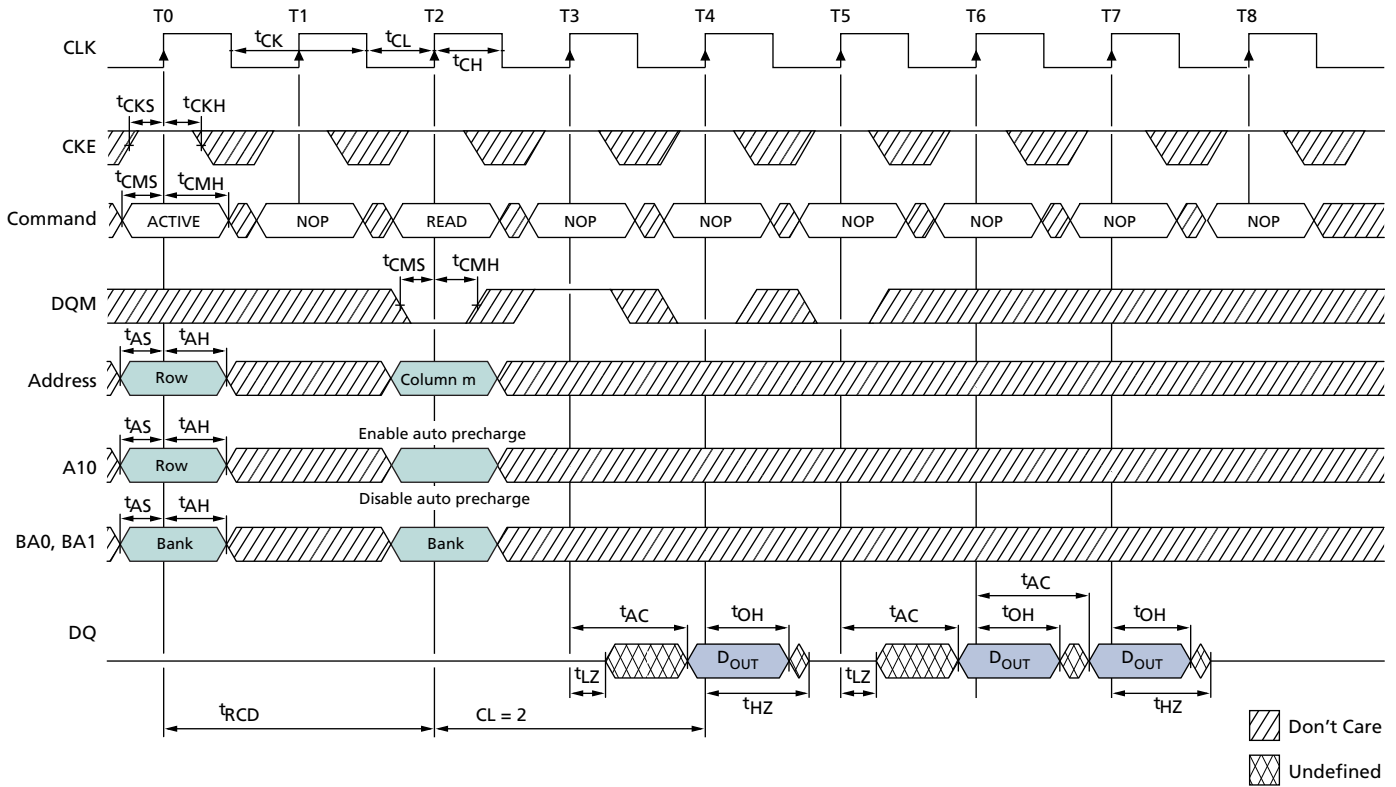 T0 T1 T2 T3 T4 T5 T6 T7 T8
CLK
tCK tCL
tCH
tCKS tCKH
CKE
tCMS tCMH
Command ACTIVE NOP READ NOP NOP NOP NOP NOP NOP
tCMS tCMH
DQM
tAS tAH
Address Row Column m
tAS tAH Enable auto precharge
A10 Row
tAS tAH Disable auto precharge
BA0, BA1 Bank Bank
tAC
tAC tOH tAC tOH tOH
DQ
DOUT DOUT DOUT
tLZ tLZ
tHZ tHZ
tRCD CL = 2
Don't Care
Undefined